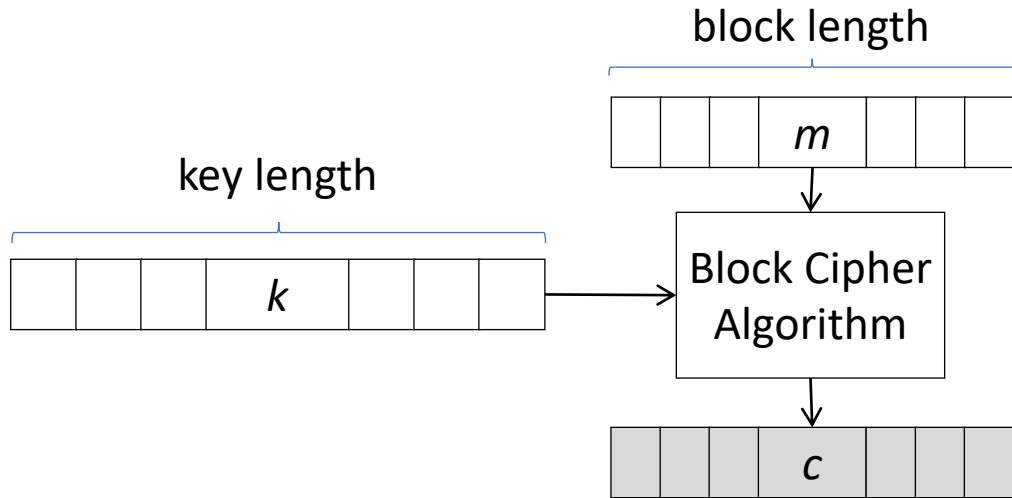 block length
m
key length
k
Block Cipher
Algorithm
c